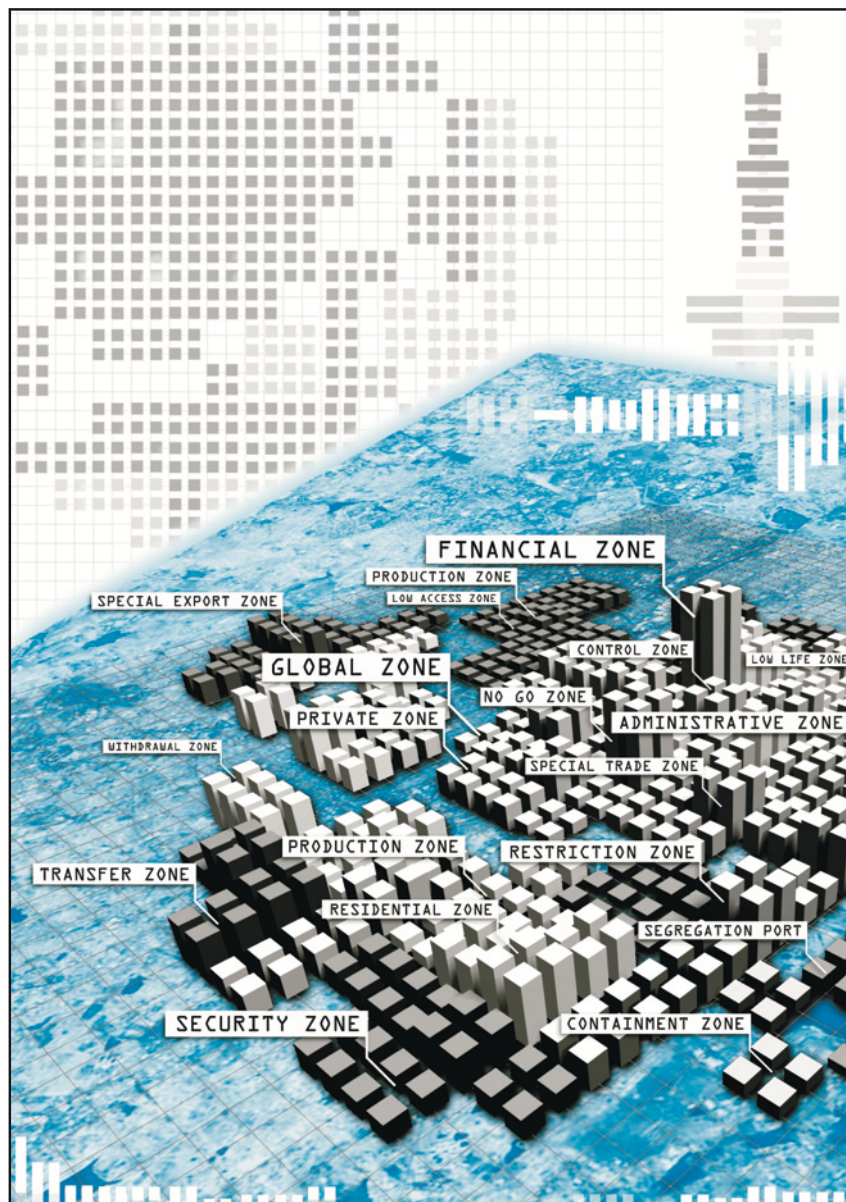 FINANCIAL ZONE
PRODUCTION ZONE
LOW ACCESS ZONE
SPECIAL EXPORT ZONE
CONTROL ZONE
LOW LIFE ZONE
GLOBAL ZONE
NO GO ZONE
PRIVATE ZONE
ADMINISTRATIVE ZONE
WITHDRAWAL ZONE
SPECIAL TRADE ZONE
PRODUCTION ZONE
RESTRICTION ZONE
TRANSFER ZONE
RESIDENTIAL ZONE
SEGREGATION PORT
SECURITY ZONE
CONTAINMENT ZONE